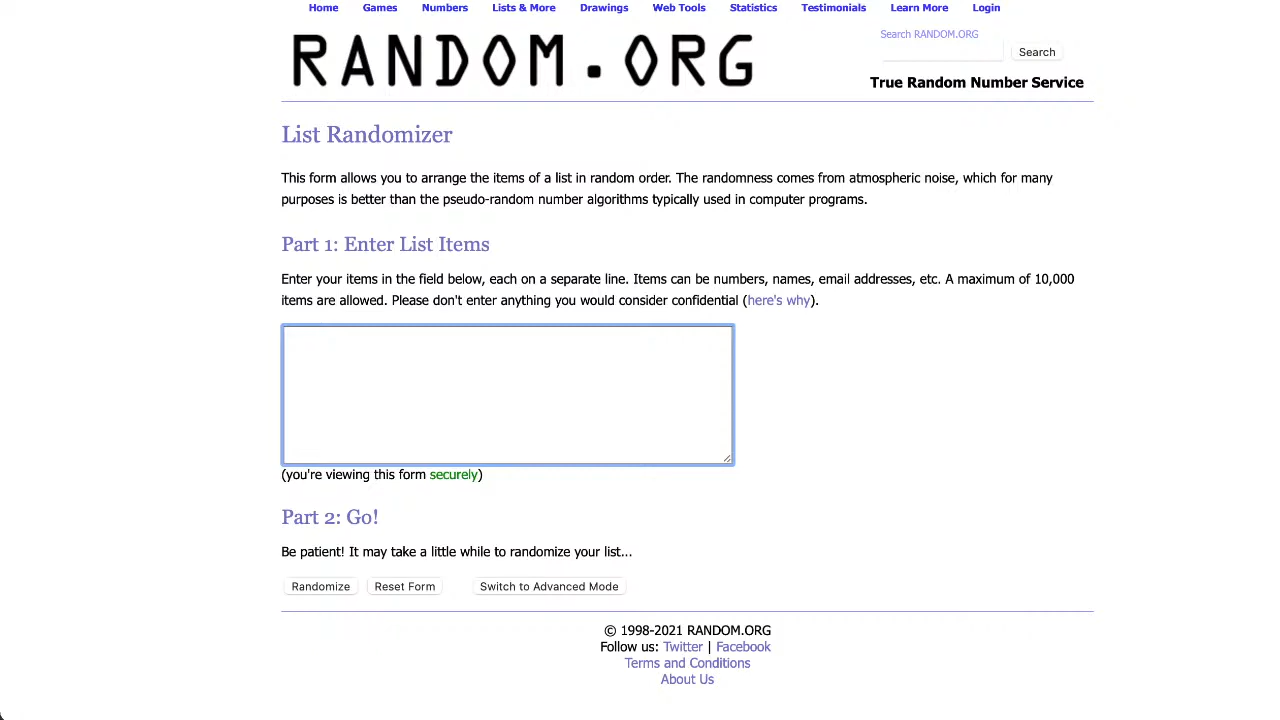 Home Games Numbers Lists & More Drawings Web Tools Statistics Testimonials Learn More Login
RANDOM.ORG
Search RANDOM.ORG
Search
True Random Number Service
List Randomizer
This form allows you to arrange the items of a list in random order. The randomness comes from atmospheric noise, which for many
purposes is better than the pseudo-random number algorithms typically used in computer programs.
Part 1: Enter List Items
Enter your items in the field below, each on a separate line. Items can be numbers, names, email addresses, etc. A maximum of 10,000
items are allowed. Please don't enter anything you would consider confidential (here's why).
(you're viewing this form securely)
Part 2: Go!
Be patient! It may take a little while to randomize your list...
Randomize Reset Form Switch to Advanced Mode
© 1998-2021 RANDOM.ORG
Follow us: Twitter | Facebook
Terms and Conditions
About Us